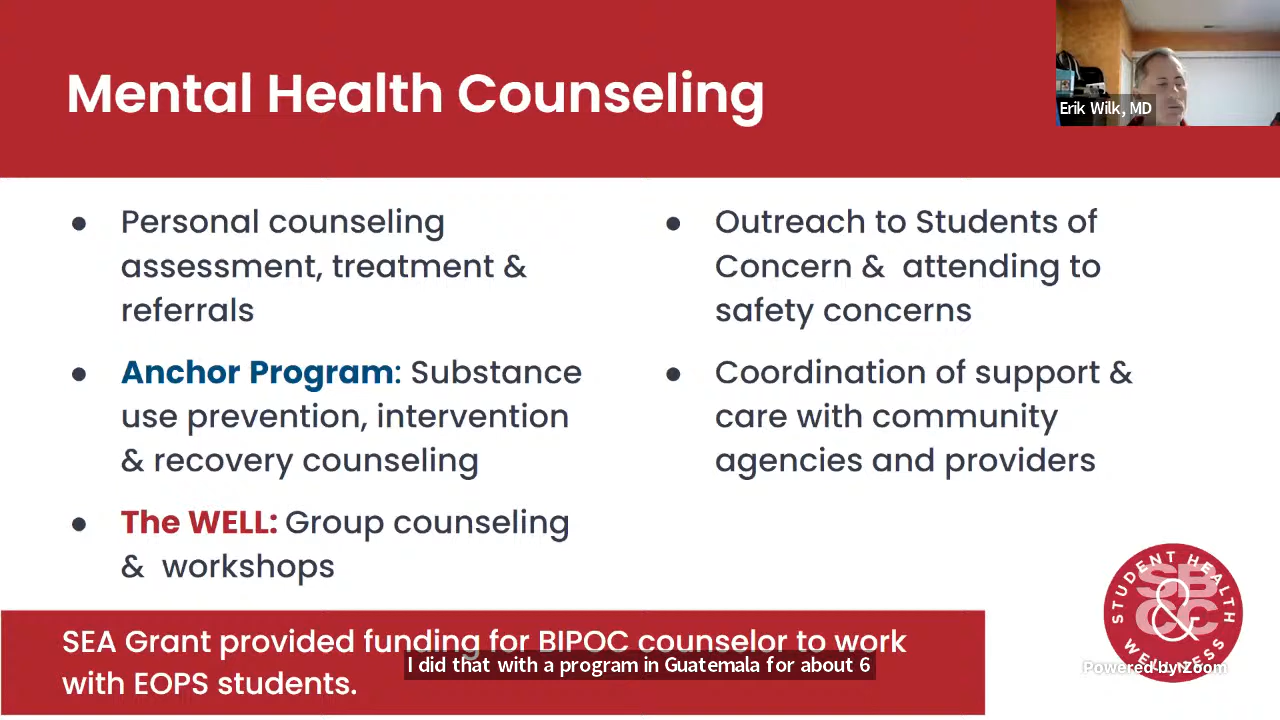 Mental Health Counseling
Erik Wilk, MD
● Personal counseling
assessment, treatment &
referrals
● Anchor Program: Substance
use prevention, intervention
& recovery counseling
● The WELL: Group counseling
& workshops
● Outreach to Students of
Concern & attending to
safety concerns
● Coordination of support &
care with community
agencies and providers
SEA Grant provided funding for BIPOC counselor to work
with EOPS students.
I did that with a program in Guatemala for about 6
STUDENT HEALTH
SB
CC
&
WELLNESS
Powered by Zoom